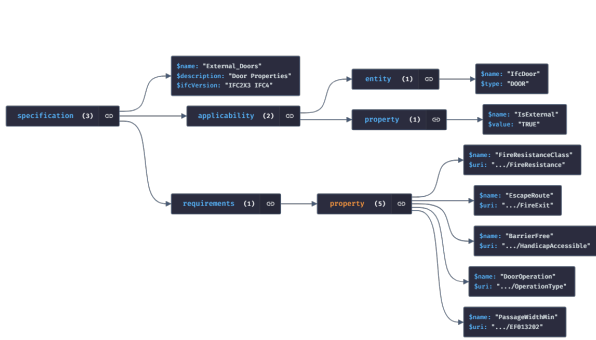 $name: "External_Doors"
$description: "Door Properties"
$ifcVersion: "IFC2X3 IFC4"
entity (1)
$name: "IfcDoor"
$type: "DOOR"
specification (3)
applicability (2)
property (1)
$name: "IsExternal"
$value: "TRUE"
$name: "FireResistanceClass"
$uri: ".../FireResistance"
requirements (1)
property (5)
$name: "EscapeRoute"
$uri: ".../FireExit"
$name: "BarrierFree"
$uri: ".../HandicapAccessible"
$name: "DoorOperation"
$uri: ".../OperationType"
$name: "PassageWidthMin"
$uri: ".../EF013202"